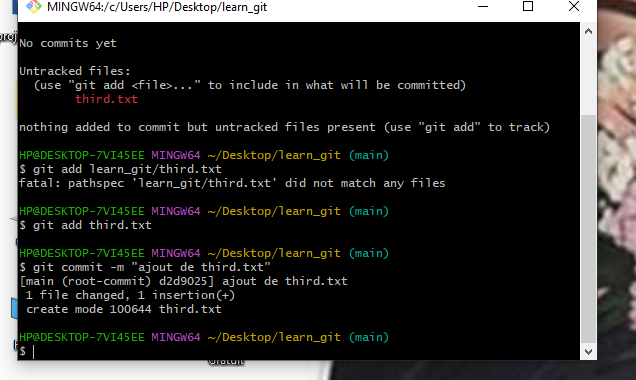 MINGW64:/c/Users/HP/Desktop/learn_git
No commits yet
Untracked files:
  (use "git add <file>..." to include in what will be committed)
        third.txt
nothing added to commit but untracked files present (use "git add" to track)
HP@DESKTOP-7VI45EE MINGW64 ~/Desktop/learn_git (main)
$ git add learn_git/third.txt
fatal: pathspec 'learn_git/third.txt' did not match any files
HP@DESKTOP-7VI45EE MINGW64 ~/Desktop/learn_git (main)
$ git add third.txt
HP@DESKTOP-7VI45EE MINGW64 ~/Desktop/learn_git (main)
$ git commit -m "ajout de third.txt"
[main (root-commit) d2d9025] ajout de third.txt
 1 file changed, 1 insertion(+)
 create mode 100644 third.txt
HP@DESKTOP-7VI45EE MINGW64 ~/Desktop/learn_git (main)
$
Gratuit